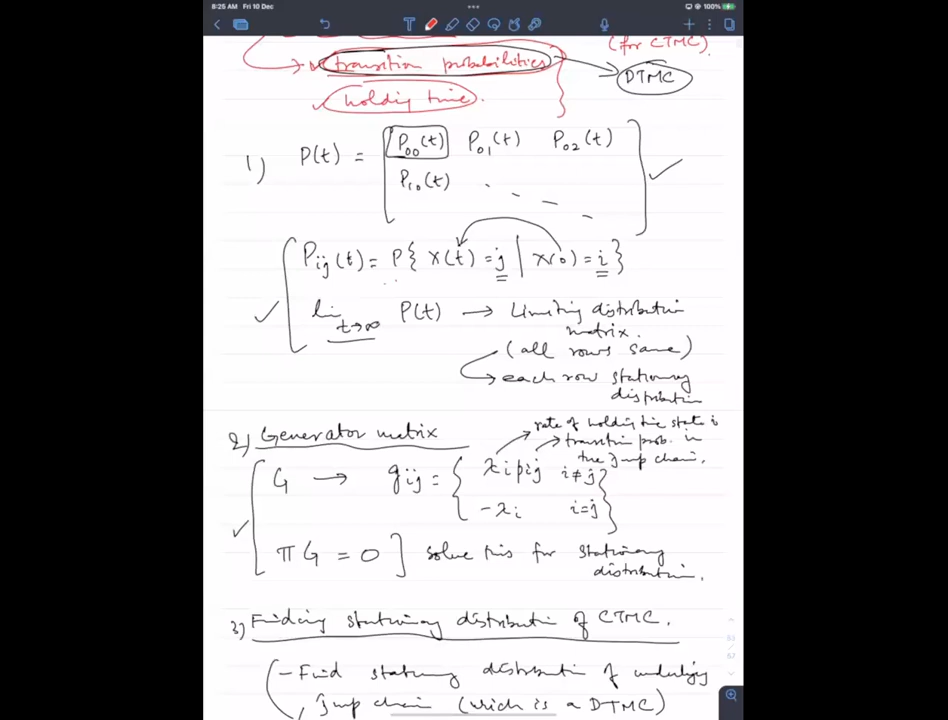 8:25 AM Fri 10 Dec
100%
(for CTMC)
transition probabilities
DTMC
holding time.
1) P(t) = [P₀₀(t) P₀₁(t) P₀₂(t)
P₁₀(t)
Pij(t) = P{ X(t) = j | X(0) = i }
lim t→∞ P(t) → Limiting distribution
matrix.
(all rows same)
→ each row stationary
distribution
2) Generator matrix
rate of holding time state i
transition prob. in
the jump chain.
G → gij = { λi pij i≠j
-λi i=j }
πG = 0 ] solve this for stationary
distribution.
3) Finding stationary distribution of CTMC.
- Find stationary distribution of underlying
jump chain (which is a DTMC)
53
57